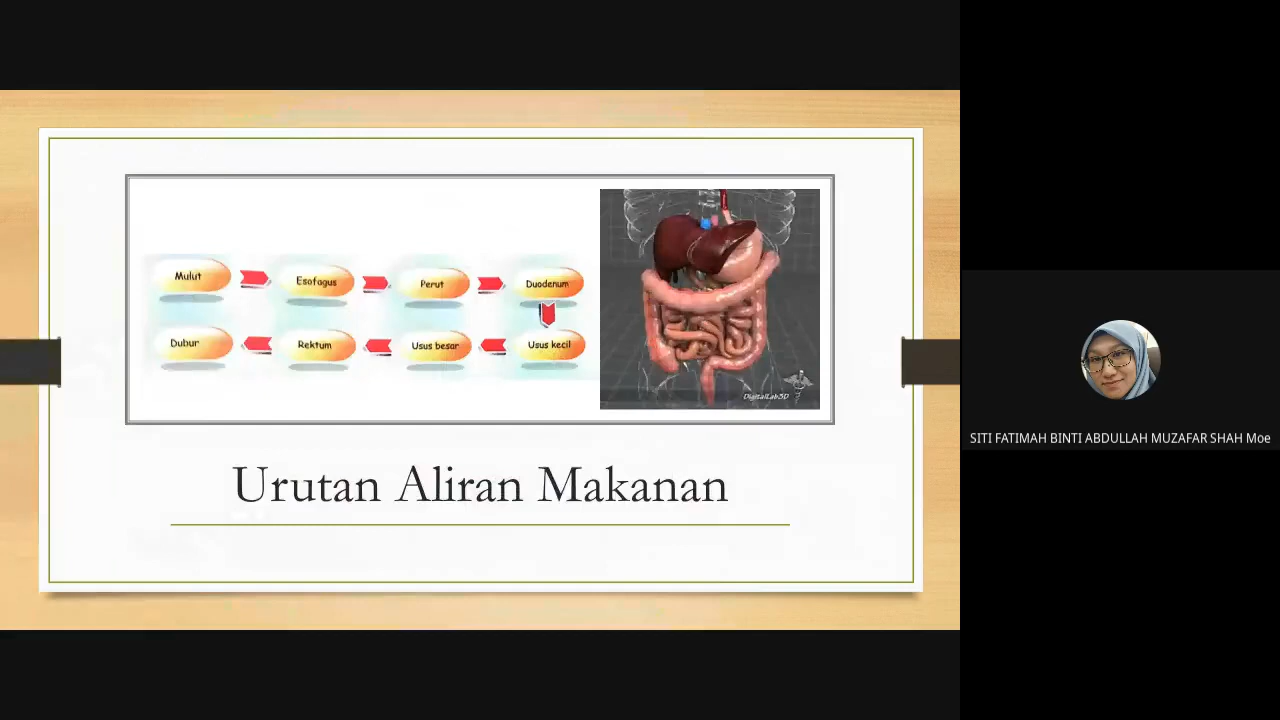 Mulut
Esofagus
Perut
Duodenum
Dubur
Rektum
Usus besar
Usus kecil
DigitalLab3D
Urutan Aliran Makanan
SITI FATIMAH BINTI ABDULLAH MUZAFAR SHAH Moe